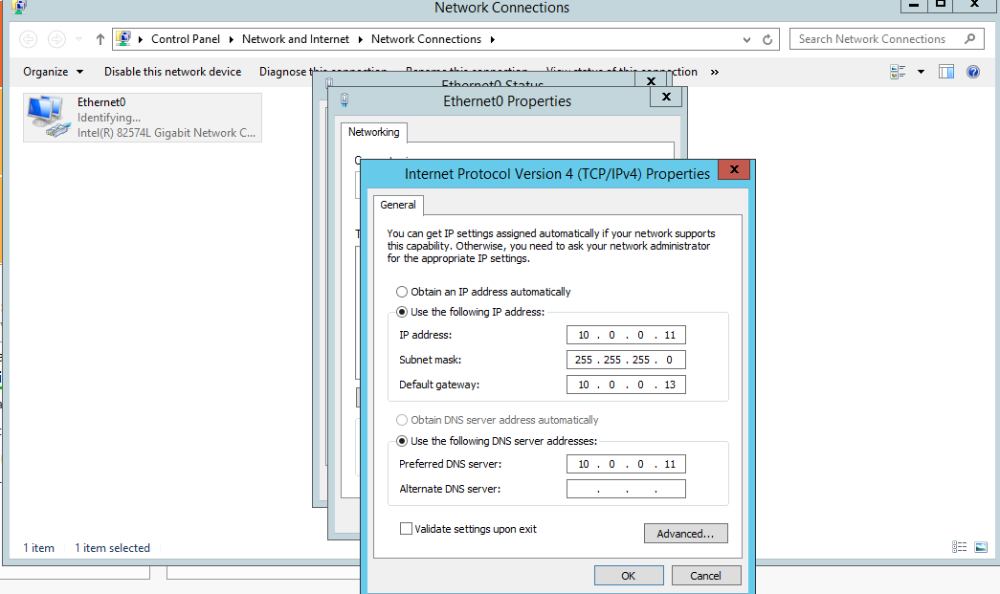 Network Connections
Control Panel
Network and Internet
Network Connections
Search Network Connections
Organize
Disable this network device
Diagnose this connection
Rename this connection
View status of this connection
»
Ethernet0
Identifying...
Intel(R) 82574L Gigabit Network C...
Ethernet0 Status
X
Ethernet0 Properties
X
Networking
Internet Protocol Version 4 (TCP/IPv4) Properties
X
General
You can get IP settings assigned automatically if your network supports
this capability. Otherwise, you need to ask your network administrator
for the appropriate IP settings.
Obtain an IP address automatically
Use the following IP address:
IP address:
10 . 0 . 0 . 11
Subnet mask:
255 . 255 . 255 . 0
Default gateway:
10 . 0 . 0 . 13
Obtain DNS server address automatically
Use the following DNS server addresses:
Preferred DNS server:
10 . 0 . 0 . 11
Alternate DNS server:
. . .
Validate settings upon exit
Advanced...
OK
Cancel
1 item
1 item selected